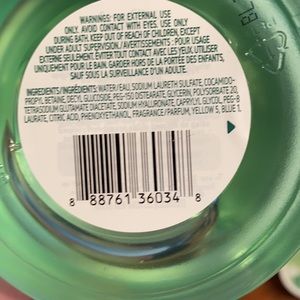 WARNINGS: FOR EXTERNAL USE
ONLY. AVOID CONTACT WITH EYES. USE ONLY
DURING BATH. KEEP OUT OF REACH OF CHILDREN, EXCEPT
UNDER ADULT SUPERVISION./AVERTISSEMENTS : POUR USAGE
EXTERNE SEULEMENT. ÉVITER TOUT CONTACT AVEC LES YEUX. UTILISER
UNIQUEMENT POUR LE BAIN. GARDER HORS DE LA PORTÉE DES ENFANTS,
SAUF SOUS LA SURVEILLANCE D'UN ADULTE.
INGREDIENTS/INGRÉDIENTS: WATER/EAU, SODIUM LAURETH SULFATE, COCAMIDO-
PROPYL BETAINE, DECYL GLUCOSIDE, PEG-150 DISTEARATE, GLYCERIN, POLYSORBATE 20,
TETRASODIUM GLUTAMATE DIACETATE, SODIUM HYALURONATE, CAPRYLYL GLYCOL, PEG-8
LAURATE, CITRIC ACID, PHENOXYETHANOL, FRAGRANCE/PARFUM, YELLOW 5, BLUE 1.
8 88761 36034 8